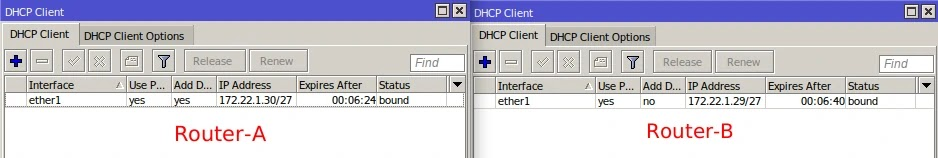 DHCP Client
DHCP Client DHCP Client Options
Release Renew Find
Interface Use P... Add D... IP Address Expires After Status
ether1 yes yes 172.22.1.30/27 00:06:24 bound
Router-A
DHCP Client
DHCP Client DHCP Client Options
Release Renew Find
Interface Use P... Add D... IP Address Expires After Status
ether1 yes no 172.22.1.29/27 00:06:40 bound
Router-B